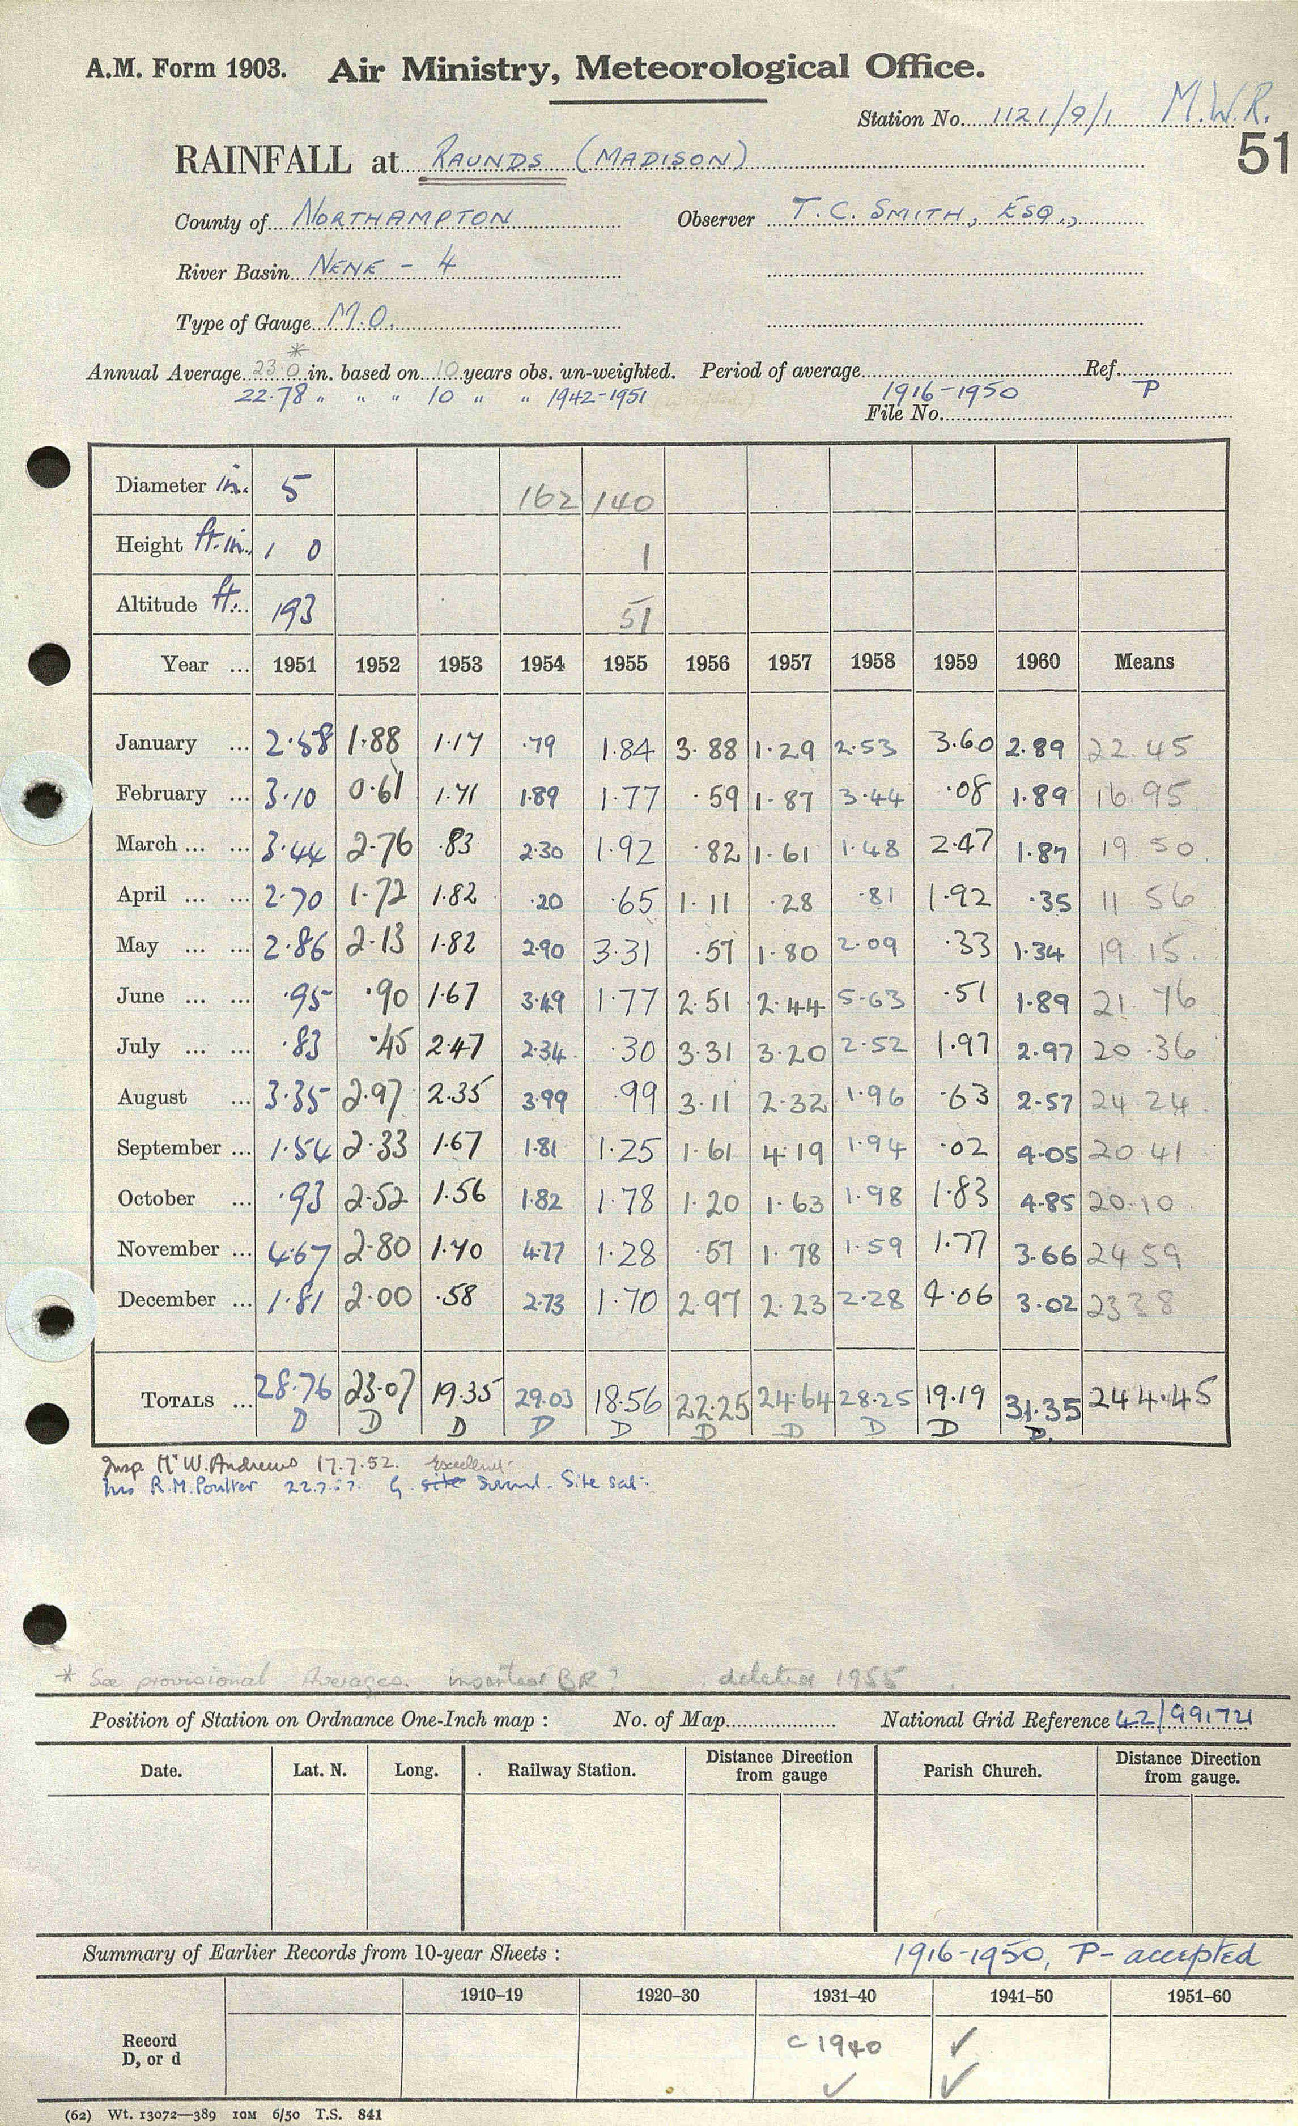 A.M. Form 1903. Air Ministry, Meteorological Office.
Station No. 1121/9/1 M.W.R.
51
RAINFALL at RAUNDS (MADISON)
County of NORTHAMPTON Observer T.C. SMITH, ESQ.,
River Basin NENE - 4
Type of Gauge M.O.
*
Annual Average 23.0 in. based on 10 years obs. un-weighted. Period of average Ref.
22.78 " " " 10 " " 1942-1951 1916-1950 P
File No.
Diameter in. 5 162 140
Height ft. in. 1 0 1
Altitude ft. 193 51
Year ... 1951 1952 1953 1954 1955 1956 1957 1958 1959 1960 Means
January ... 2.58 1.88 1.17 .79 1.84 3.88 1.29 2.53 3.60 2.89 22.45
February ... 3.10 0.61 1.71 1.89 1.77 .59 1.87 3.44 .08 1.89 16.95
March ... ... 3.44 2.76 .83 2.30 1.92 .82 1.61 1.48 2.47 1.87 19.50
April ... ... 2.70 1.72 1.82 .20 .65 1.11 .28 .81 1.92 .35 11.56
May ... ... 2.86 2.13 1.82 2.90 3.31 .57 1.80 2.09 .33 1.34 19.15
June ... ... .95 .90 1.67 3.49 1.77 2.51 2.44 5.63 .51 1.89 21.76
July ... ... .83 .45 2.47 2.34 .30 3.31 3.20 2.52 1.97 2.97 20.36
August ... 3.35 2.97 2.35 3.99 .99 3.11 2.32 1.96 .63 2.57 24.24
September ... 1.54 2.33 1.67 1.81 1.25 1.61 4.19 1.94 .02 4.05 20.41
October ... .93 2.52 1.56 1.82 1.78 1.20 1.63 1.98 1.83 4.85 20.10
November ... 4.67 2.80 1.70 4.77 1.28 .57 1.78 1.59 1.77 3.66 24.59
December ... 1.81 2.00 .58 2.73 1.70 2.97 2.23 2.28 4.06 3.02 23.38
TOTALS ... 28.76 23.07 19.35 29.03 18.56 22.25 24.64 28.25 19.19 31.35 244.45
D D D D D D D D D D.
Insp. Mr W. Andrews 17.7.52. Excellent.
Ins R.M. Poulter 22.7.57. G. site Sound. Site sat.
* See provisional Averages. inserted BR? deleted 1955
Position of Station on Ordnance One-Inch map : No. of Map National Grid Reference 42/991721
Date. Lat. N. Long. Railway Station. Distance from gauge Direction Parish Church. Distance from gauge. Direction
Summary of Earlier Records from 10-year Sheets : 1916-1950, P - accepted
1910–19 1920–30 1931–40 1941–50 1951–60
Record D, or d c 1940 ✓
✓ ✓
(62) Wt. 13072—389 10M 6/50 T.S. 841